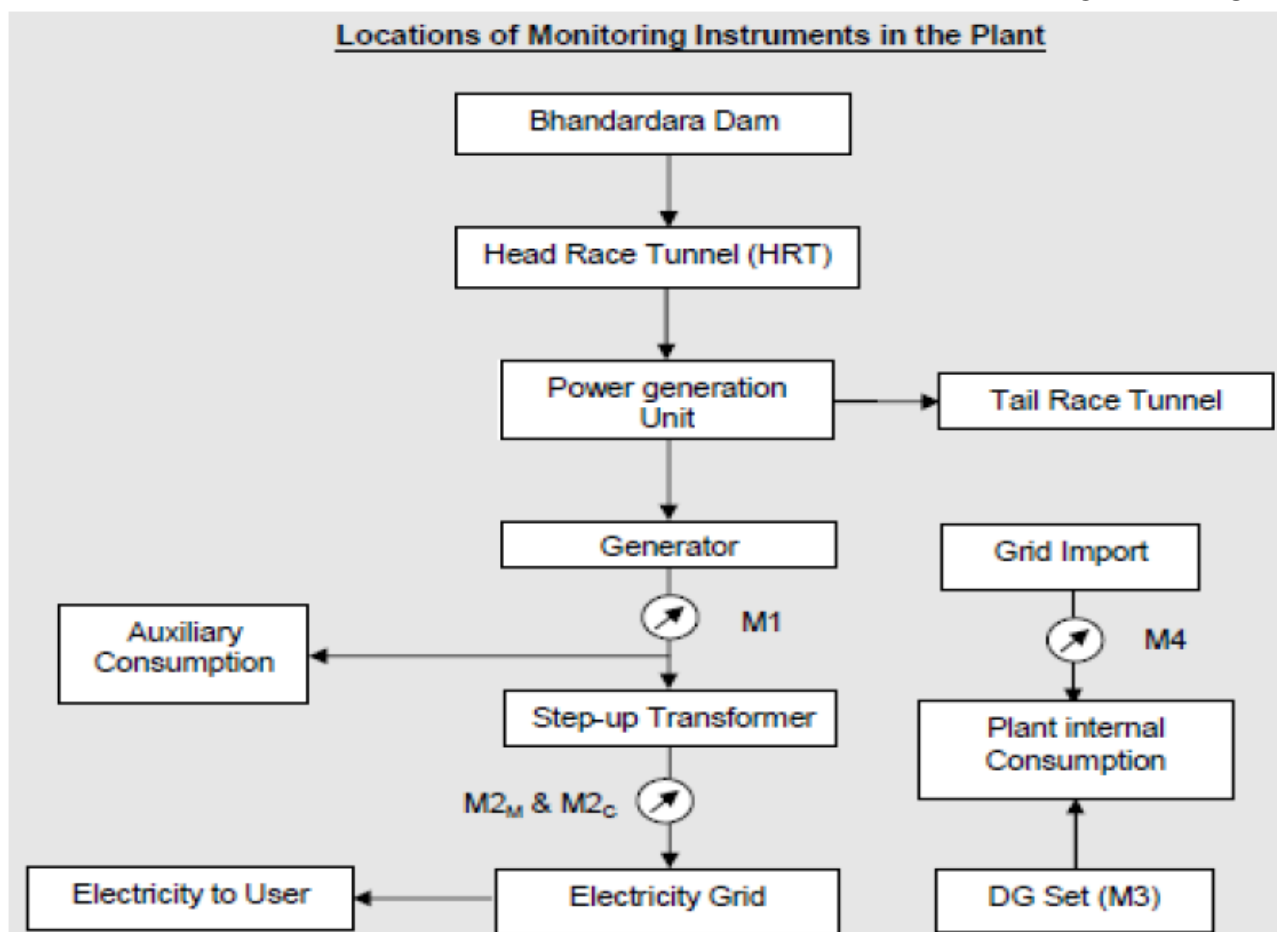 Locations of Monitoring Instruments in the Plant
Bhandardara Dam
Head Race Tunnel (HRT)
Power generation
Unit
Tail Race Tunnel
Generator
Grid Import
M1
M4
Auxiliary
Consumption
Step-up Transformer
Plant internal
Consumption
M2M & M2C
Electricity to User
Electricity Grid
DG Set (M3)